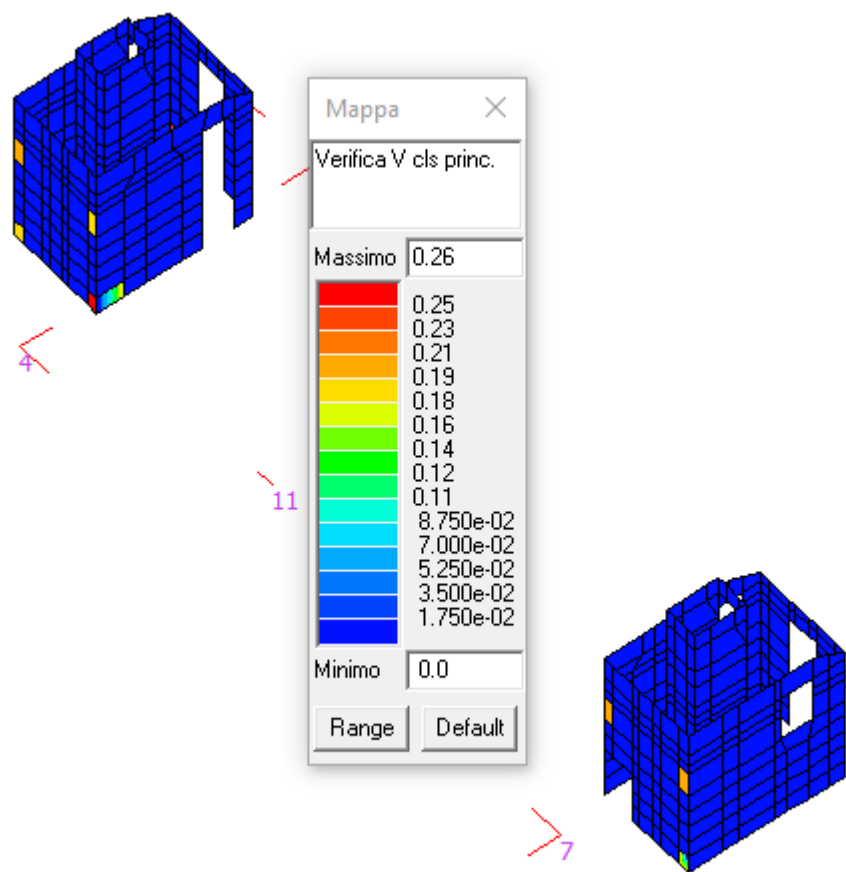 Mappa
Verifica V cls princ.
Massimo 0.26
0.25
0.23
0.21
0.19
0.18
0.16
0.14
0.12
0.11
8.750e-02
7.000e-02
5.250e-02
3.500e-02
1.750e-02
Minimo 0.0
Range Default
4
11
7